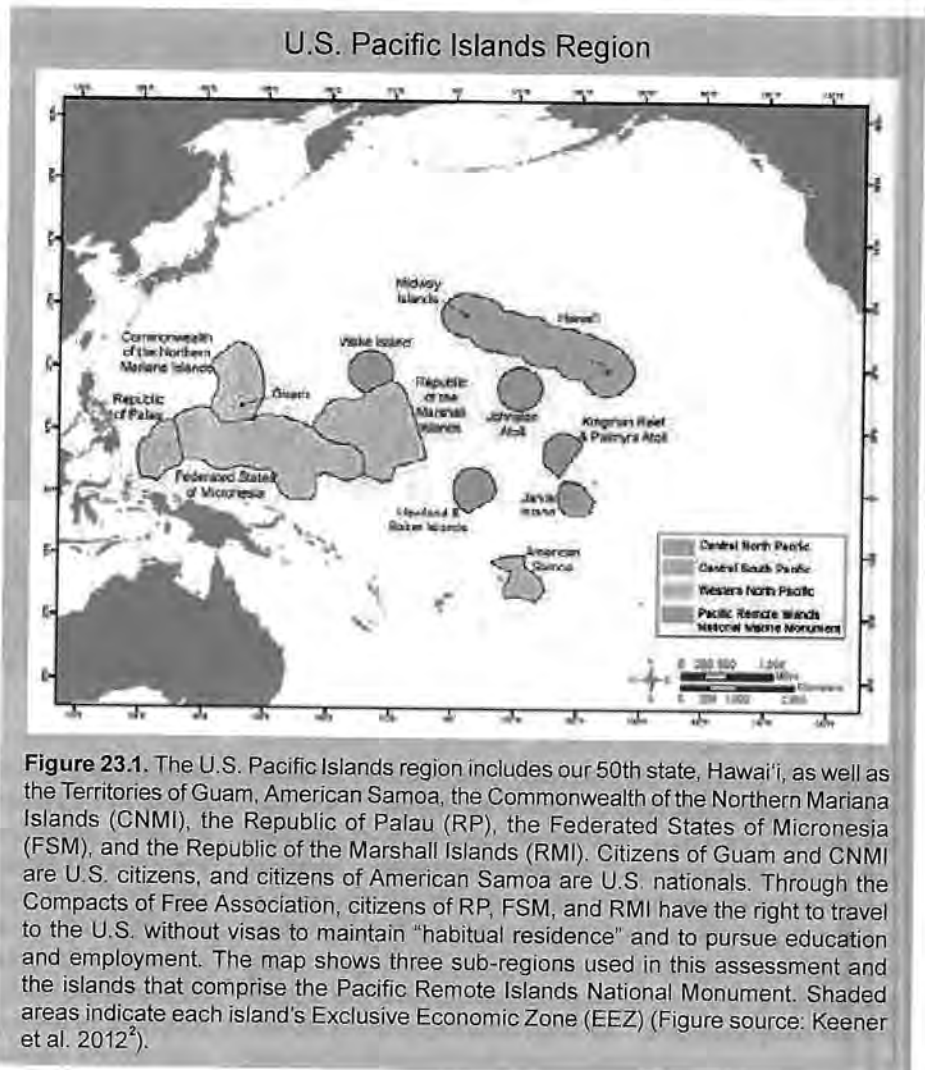 U.S. Pacific Islands Region
Midway
Islands
Hawai'i
Commonwealth
of the Northern
Mariana Islands
Wake Island
Guam
Republic
of Palau
Republic
of the
Marshall
Islands
Johnston
Atoll
Kingman Reef
& Palmyra Atoll
Federated States
of Micronesia
Howland &
Baker Islands
Jarvis
Island
American
Samoa
Central North Pacific
Central South Pacific
Western North Pacific
Pacific Remote Islands
National Marine Monument
Miles
Kilometers
Figure 23.1. The U.S. Pacific Islands region includes our 50th state, Hawai'i, as well as
the Territories of Guam, American Samoa, the Commonwealth of the Northern Mariana
Islands (CNMI), the Republic of Palau (RP), the Federated States of Micronesia
(FSM), and the Republic of the Marshall Islands (RMI). Citizens of Guam and CNMI
are U.S. citizens, and citizens of American Samoa are U.S. nationals. Through the
Compacts of Free Association, citizens of RP, FSM, and RMI have the right to travel
to the U.S. without visas to maintain "habitual residence" and to pursue education
and employment. The map shows three sub-regions used in this assessment and
the islands that comprise the Pacific Remote Islands National Monument. Shaded
areas indicate each island's Exclusive Economic Zone (EEZ) (Figure source: Keener
et al. 2012²).